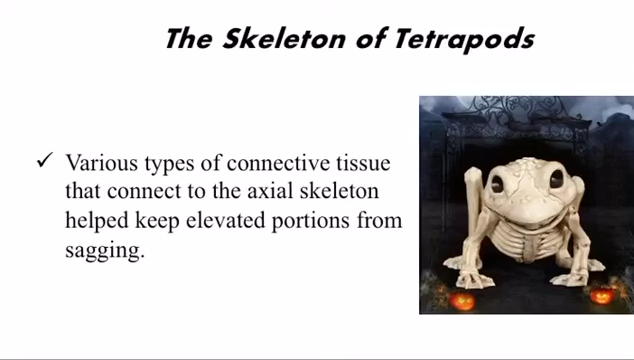 The Skeleton of Tetrapods
Various types of connective tissue
that connect to the axial skeleton
helped keep elevated portions from
sagging.